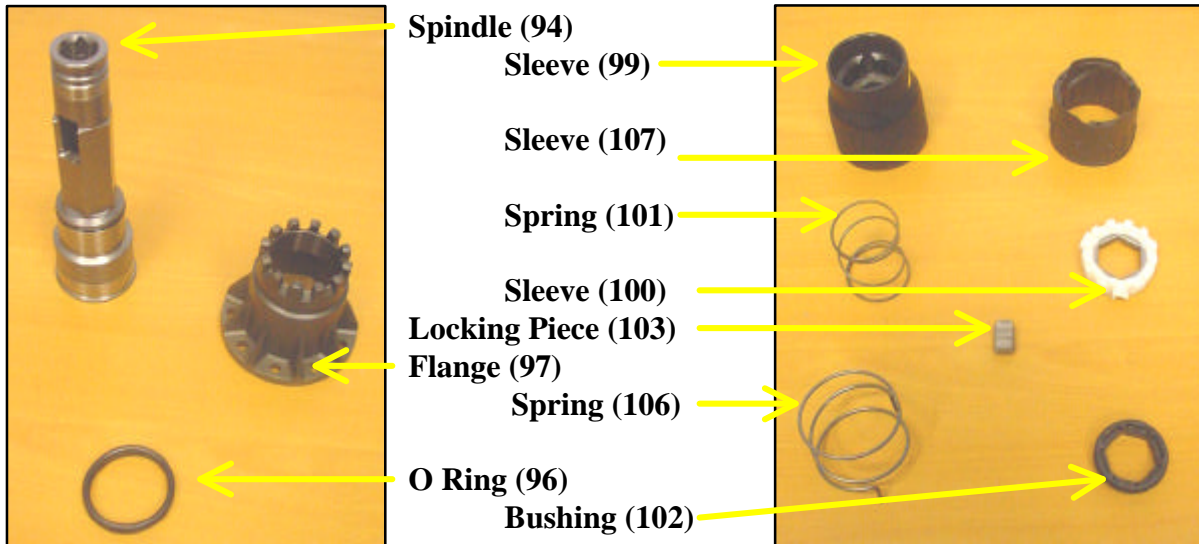 Spindle (94)
Sleeve (99)
Sleeve (107)
Spring (101)
Sleeve (100)
Locking Piece (103)
Flange (97)
Spring (106)
O Ring (96)
Bushing (102)